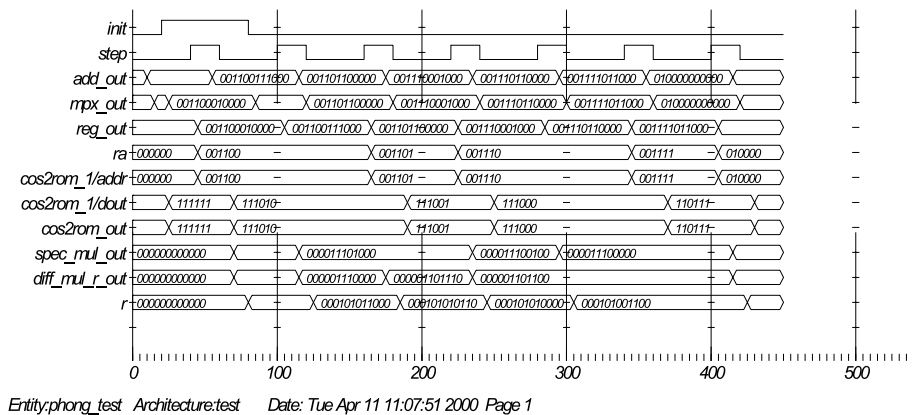 init
step
add_out 001100111000 001101100000 001110001000 001110110000 001111011000 010000000000
mpx_out 001100010000 001101100000 001110001000 001110110000 001111011000 010000000000
reg_out 001100010000 001100111000 001101100000 001110001000 001110110000 001111011000
ra 000000 001100 001101 001110 001111 010000
cos2rom_1/addr 000000 001100 001101 001110 001111 010000
cos2rom_1/dout 111111 111010 111001 111000 110111
cos2rom_out 111111 111010 111001 111000 110111
spec_mul_out 000000000000 000011101000 000011100100 000011100000
diff_mul_r_out 000000000000 000001110000 000001101110 000001101100
r 000000000000 000101011000 000101010110 000101010000 000101001100
0 100 200 300 400 500
Entity:phong_test Architecture:test Date: Tue Apr 11 11:07:51 2000 Page 1